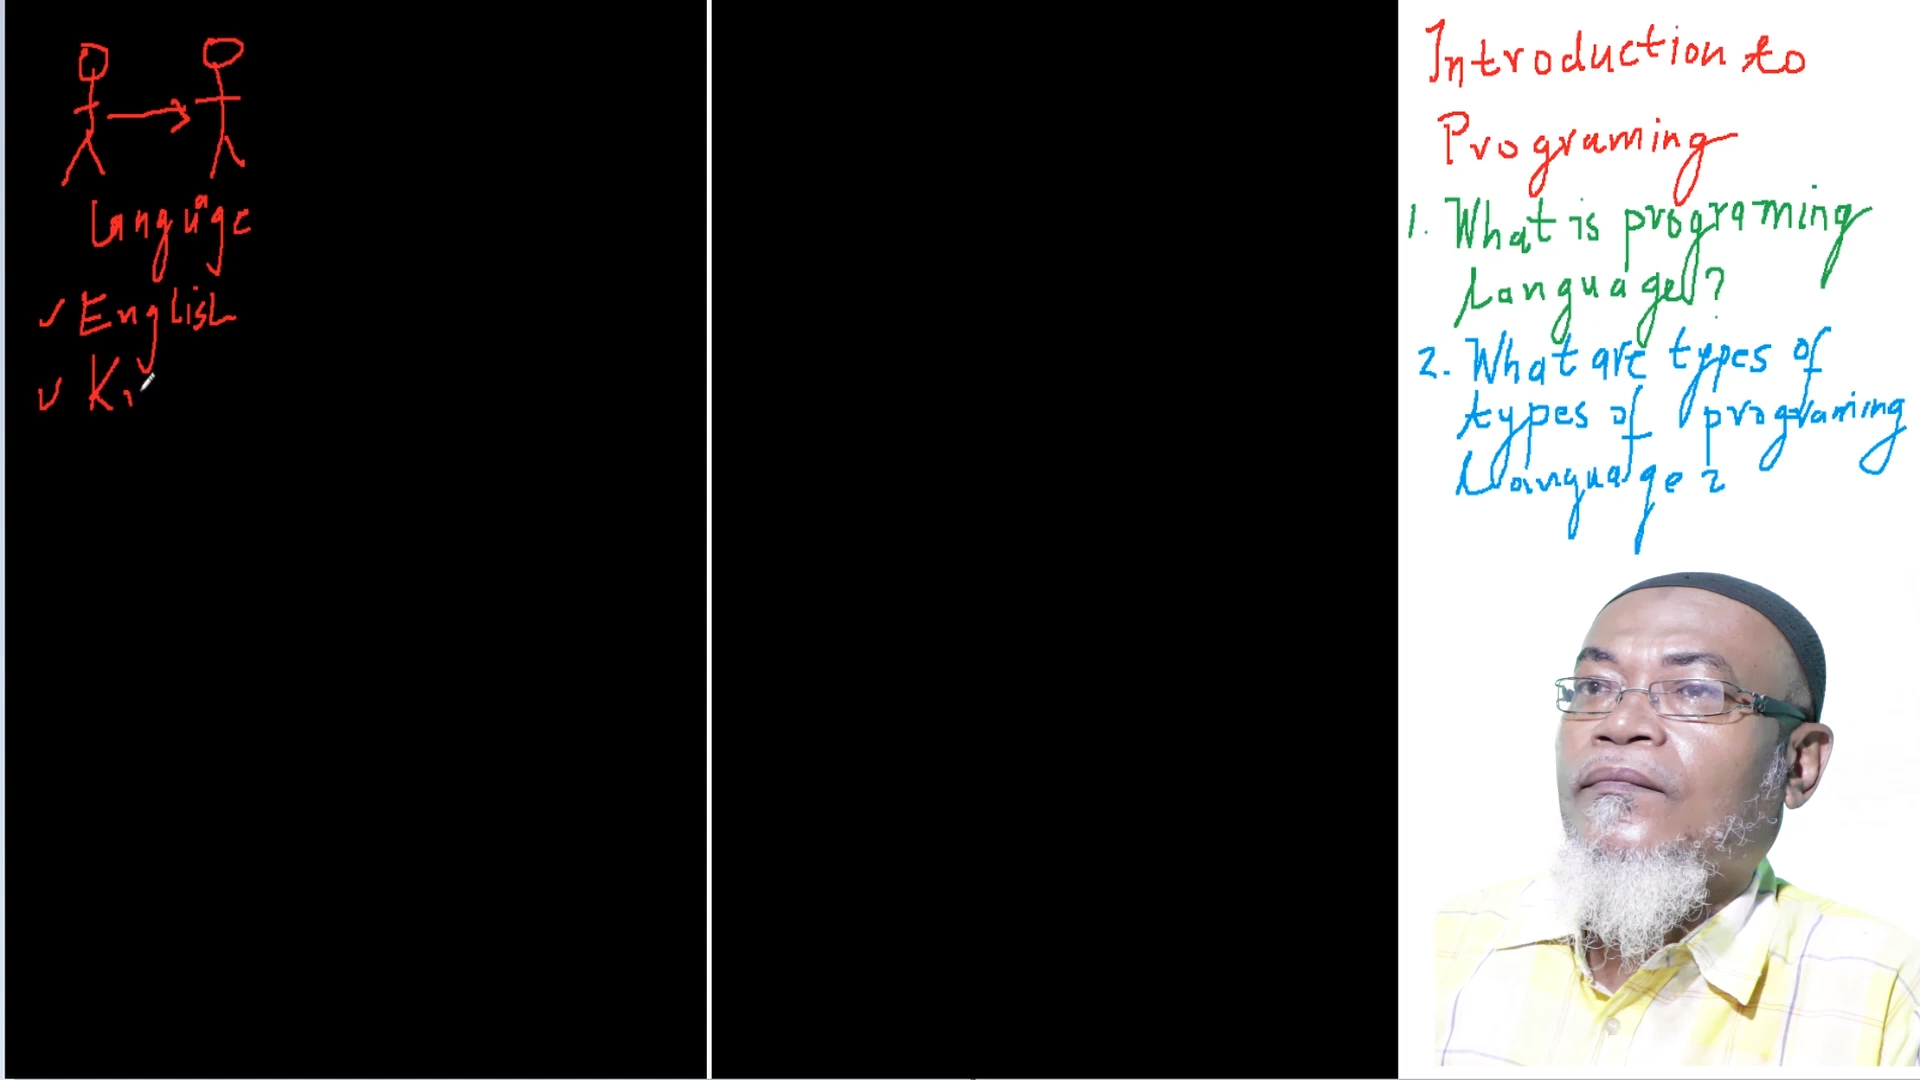 Language
English
Ki
Introduction to
Programing
1. What is programing
language?
2. What are types of
types of programing
Language ?